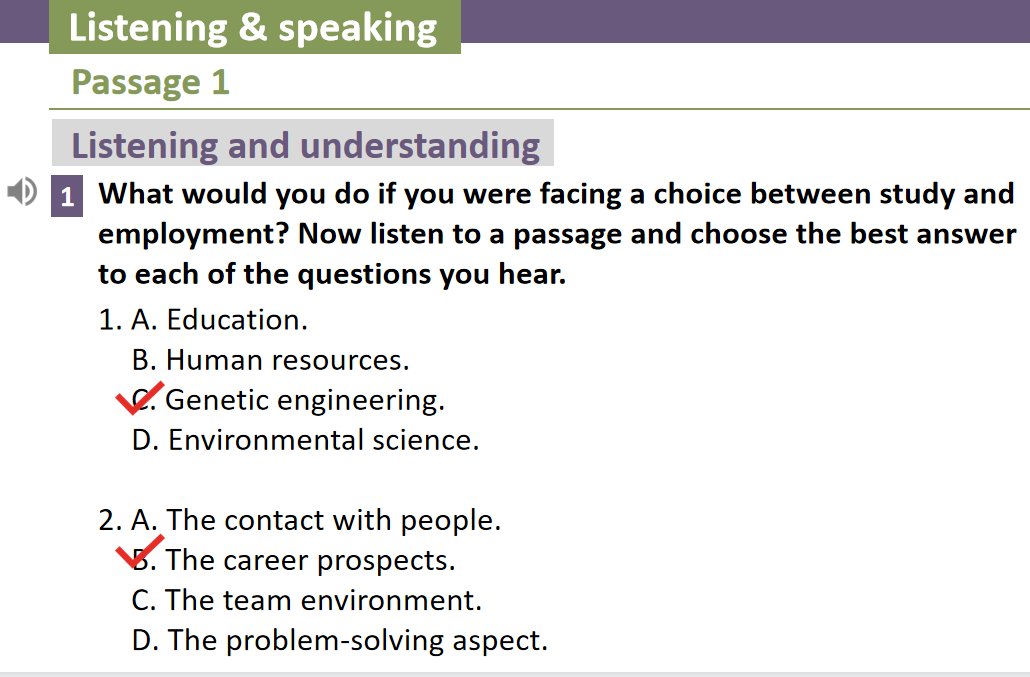 Listening & speaking
Passage 1
Listening and understanding
1 What would you do if you were facing a choice between study and
employment? Now listen to a passage and choose the best answer
to each of the questions you hear.
1. A. Education.
B. Human resources.
C. Genetic engineering.
D. Environmental science.
2. A. The contact with people.
B. The career prospects.
C. The team environment.
D. The problem-solving aspect.